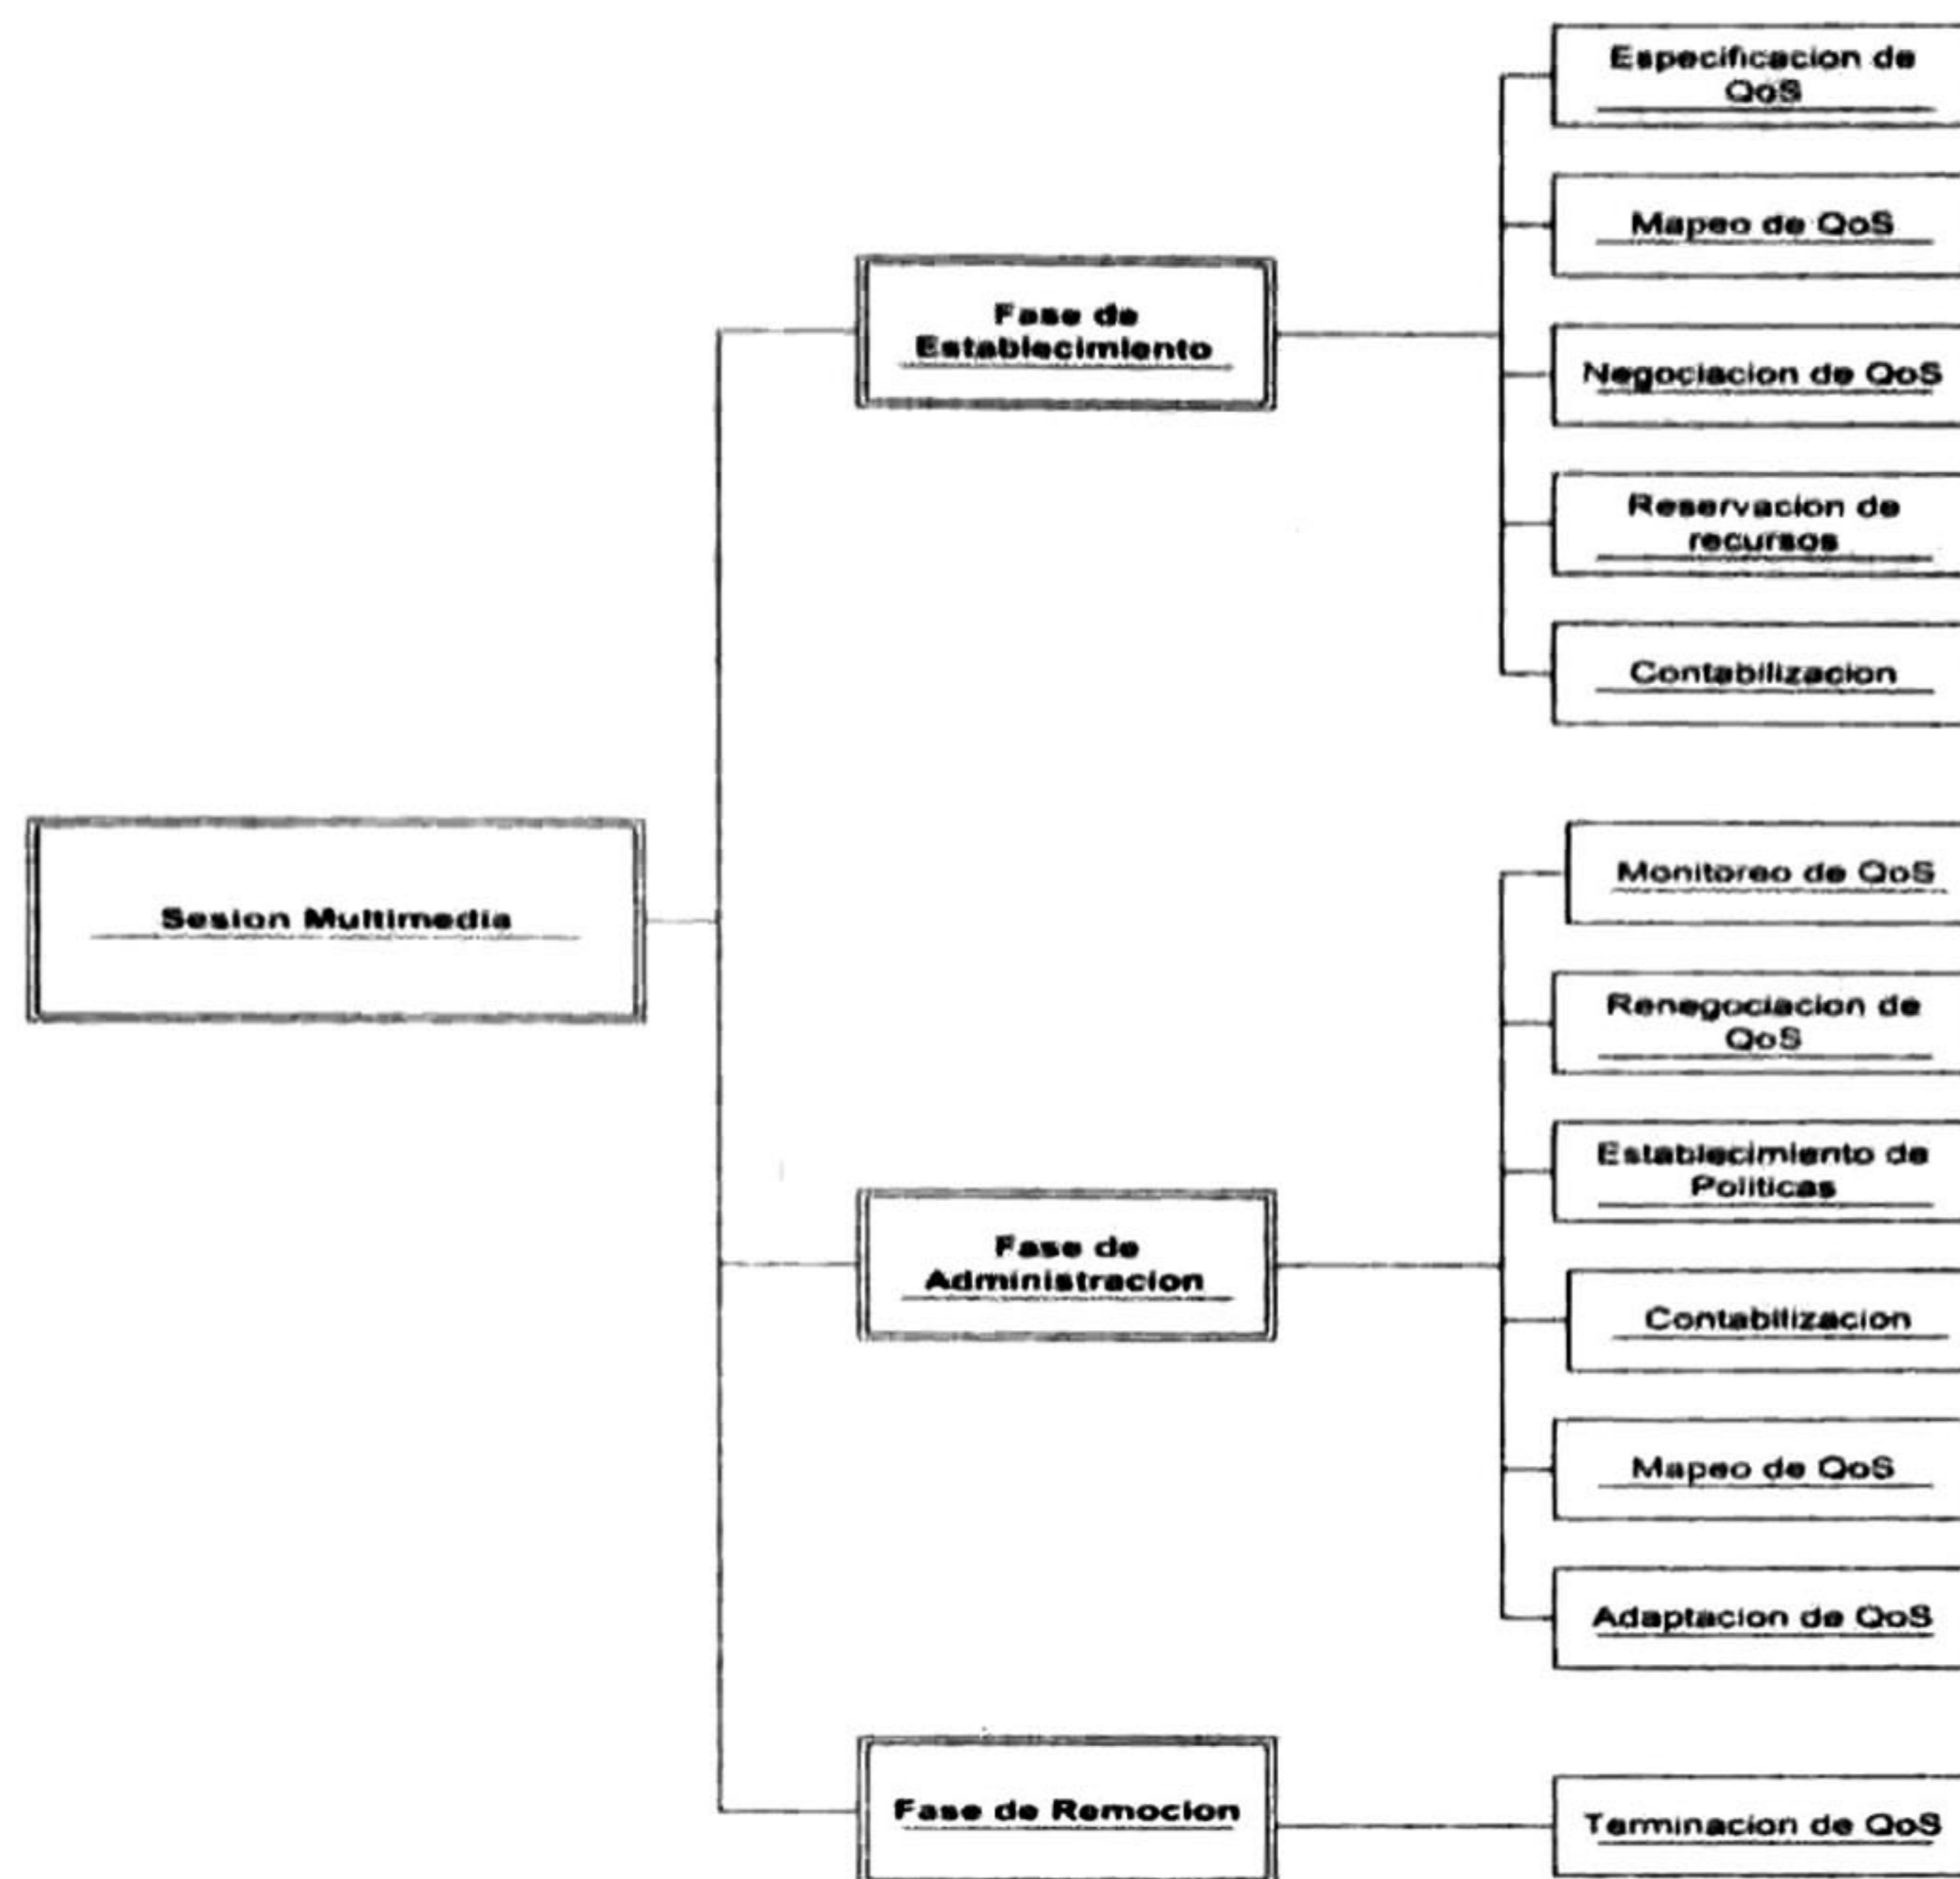 Especificacion de
QoS
Mapeo de QoS
Fase de
Establecimiento
Negociacion de QoS
Reservacion de
recursos
Contabilizacion
Sesion Multimedia
Monitoreo de QoS
Renegociacion de
QoS
Establecimiento de
Politicas
Fase de
Administracion
Contabilizacion
Mapeo de QoS
Adaptacion de QoS
Fase de Remocion
Terminacion de QoS